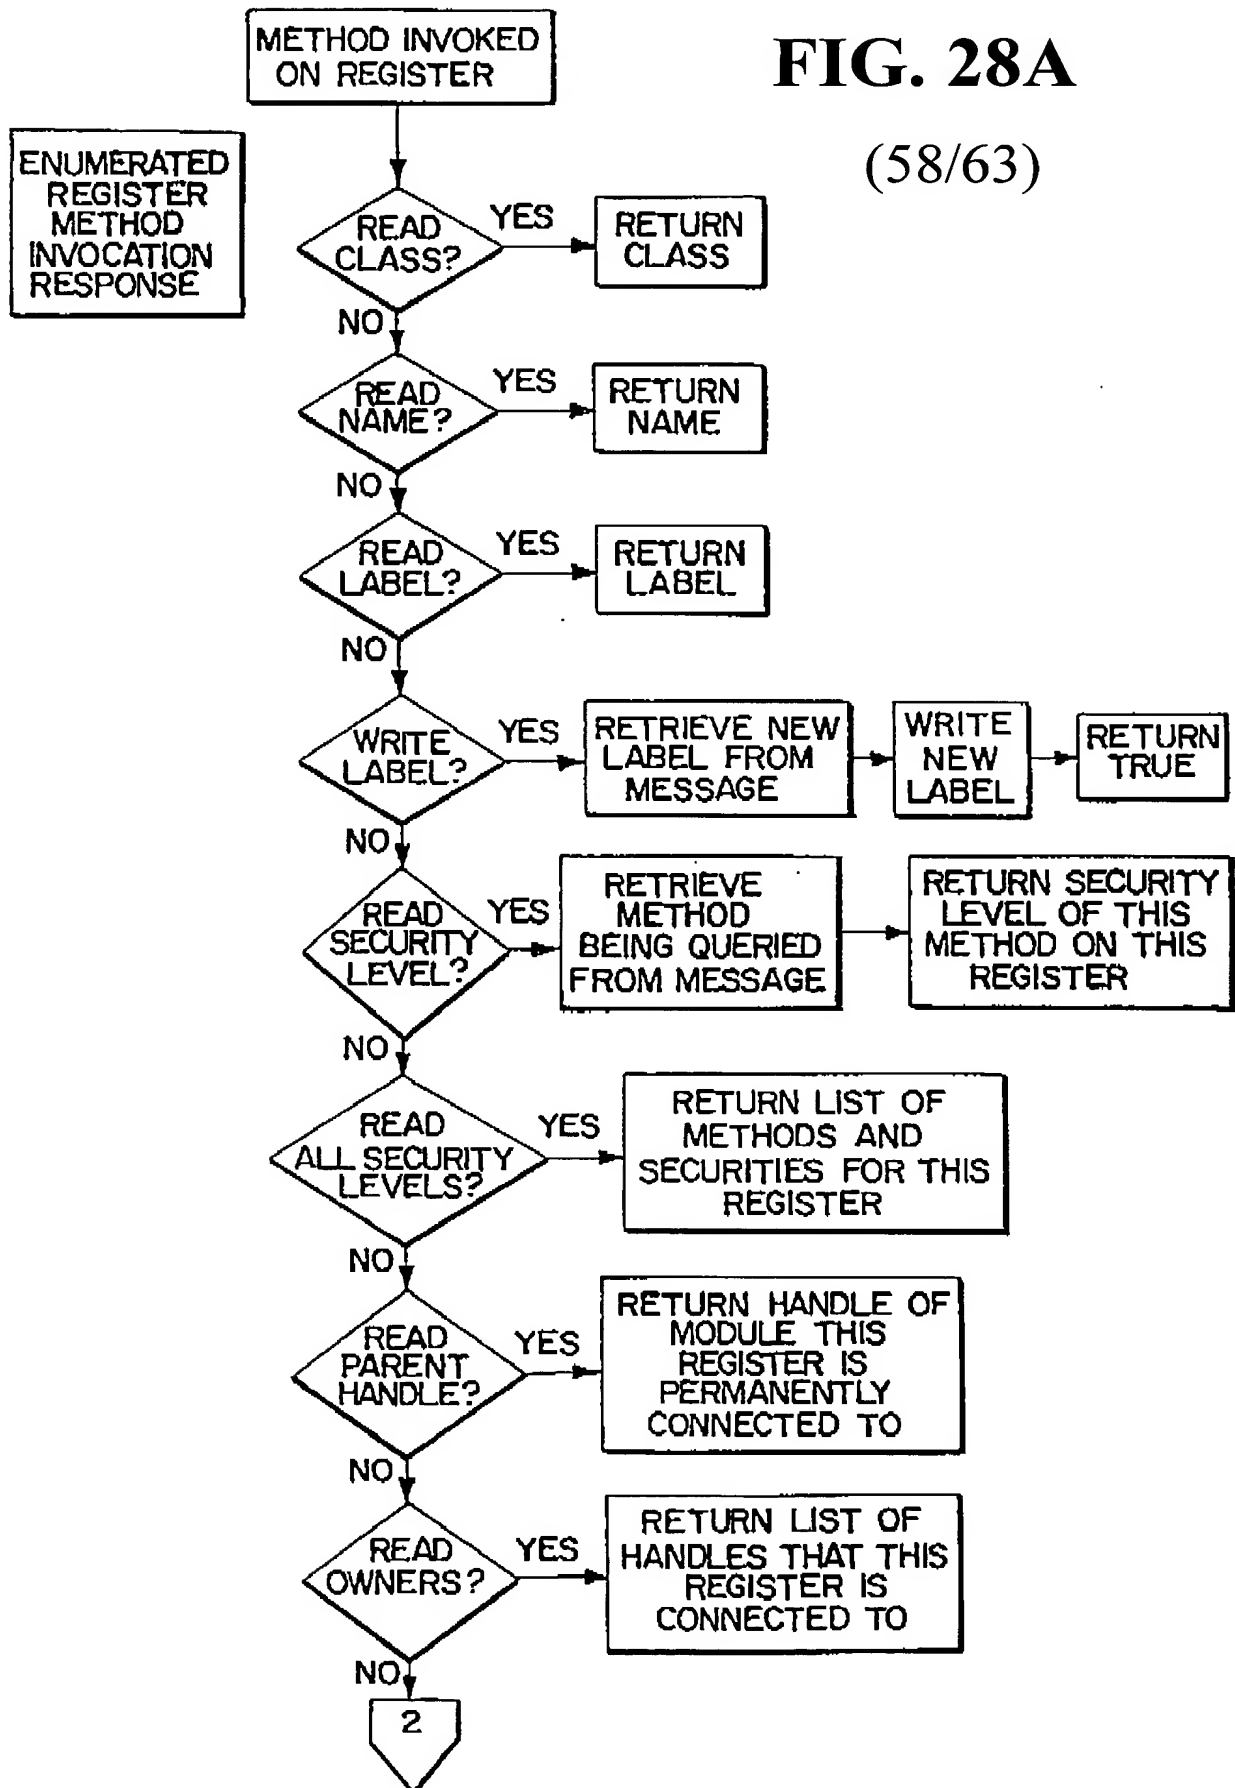 METHOD INVOKED
ON REGISTER
FIG. 28A
(58/63)
ENUMERATED
REGISTER
METHOD
INVOCATION
RESPONSE
READ
CLASS?
YES
RETURN
CLASS
NO
READ
NAME?
YES
RETURN
NAME
NO
READ
LABEL?
YES
RETURN
LABEL
NO
WRITE
LABEL?
YES
RETRIEVE NEW
LABEL FROM
MESSAGE
WRITE
NEW
LABEL
RETURN
TRUE
NO
READ
SECURITY
LEVEL?
YES
RETRIEVE
METHOD
BEING QUERIED
FROM MESSAGE
RETURN SECURITY
LEVEL OF THIS
METHOD ON THIS
REGISTER
NO
READ
ALL SECURITY
LEVELS?
YES
RETURN LIST OF
METHODS AND
SECURITIES FOR THIS
REGISTER
NO
READ
PARENT
HANDLE?
YES
RETURN HANDLE OF
MODULE THIS
REGISTER IS
PERMANENTLY
CONNECTED TO
NO
READ
OWNERS?
YES
RETURN LIST OF
HANDLES THAT THIS
REGISTER IS
CONNECTED TO
NO
2